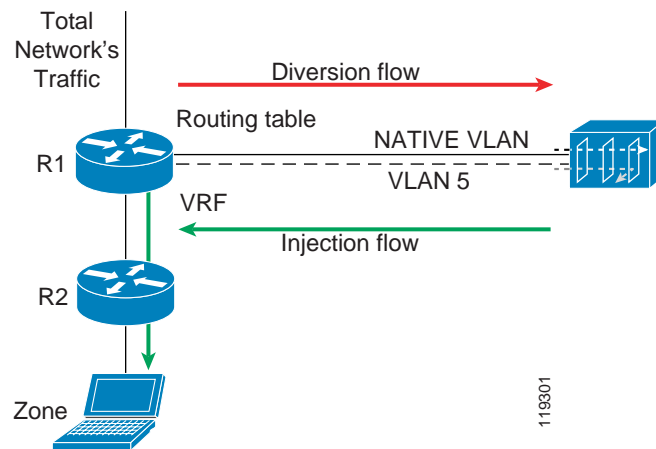 Total
Network's
Traffic
Diversion flow
Routing table
NATIVE VLAN
R1
VLAN 5
VRF
Injection flow
R2
Zone
119301